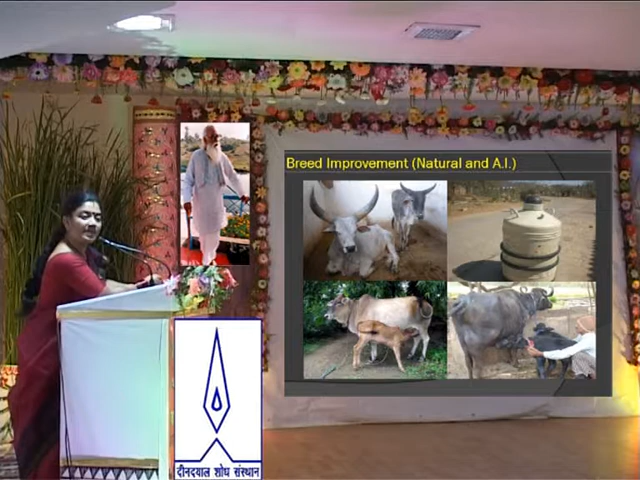 Breed Improvement (Natural and A.I.)
दीनदयाल शोध संस्थान